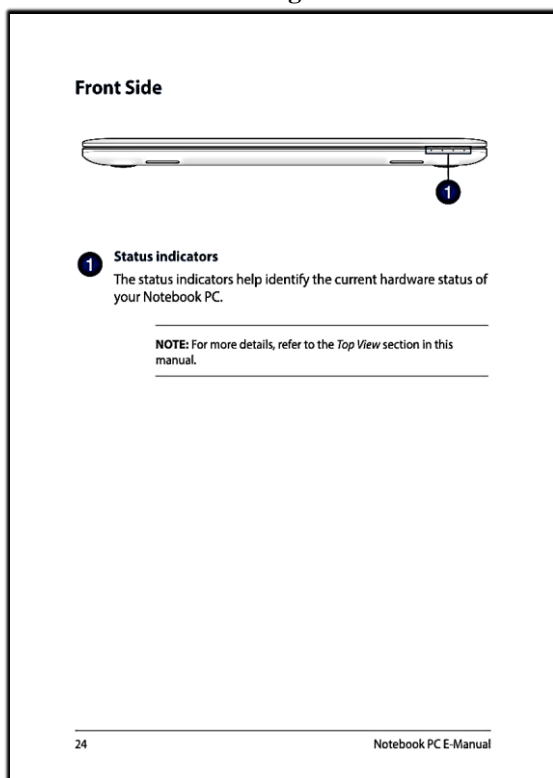 Front Side
1
1 Status indicators
The status indicators help identify the current hardware status of
your Notebook PC.
NOTE: For more details, refer to the Top View section in this
manual.
24 Notebook PC E-Manual